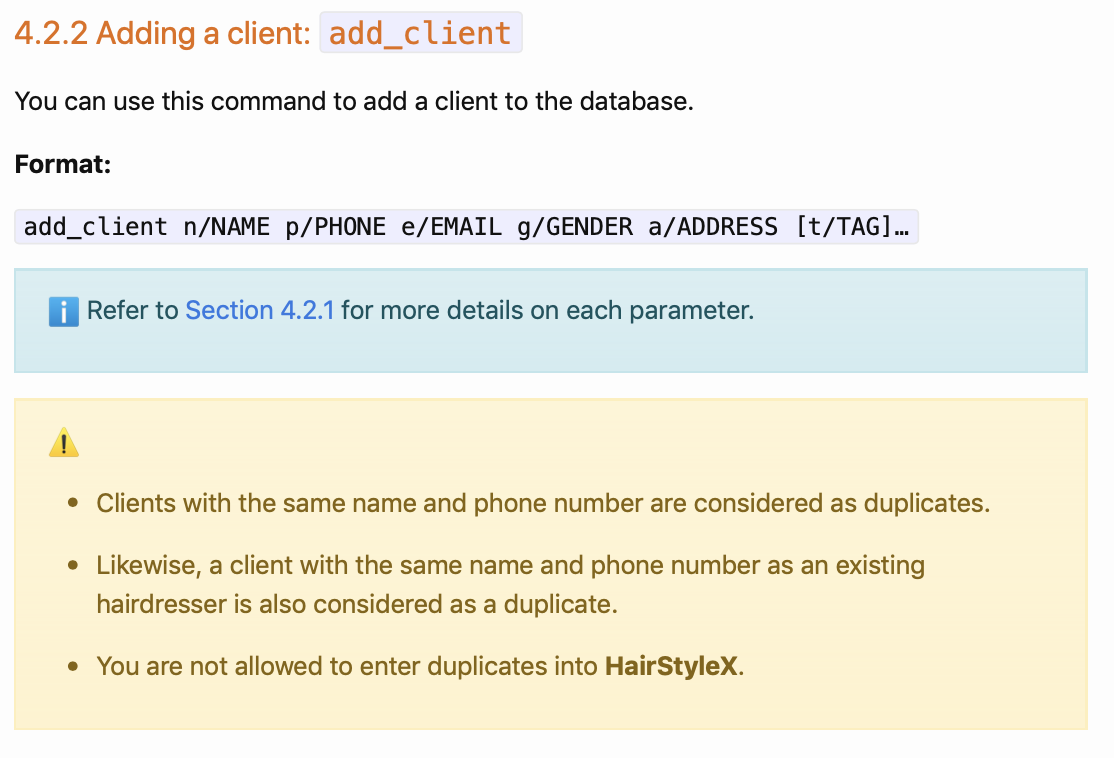 4.2.2 Adding a client: add_client
You can use this command to add a client to the database.
Format:
add_client n/NAME p/PHONE e/EMAIL g/GENDER a/ADDRESS [t/TAG]…
Refer to Section 4.2.1 for more details on each parameter.
Clients with the same name and phone number are considered as duplicates.
Likewise, a client with the same name and phone number as an existing
hairdresser is also considered as a duplicate.
You are not allowed to enter duplicates into HairStyleX.